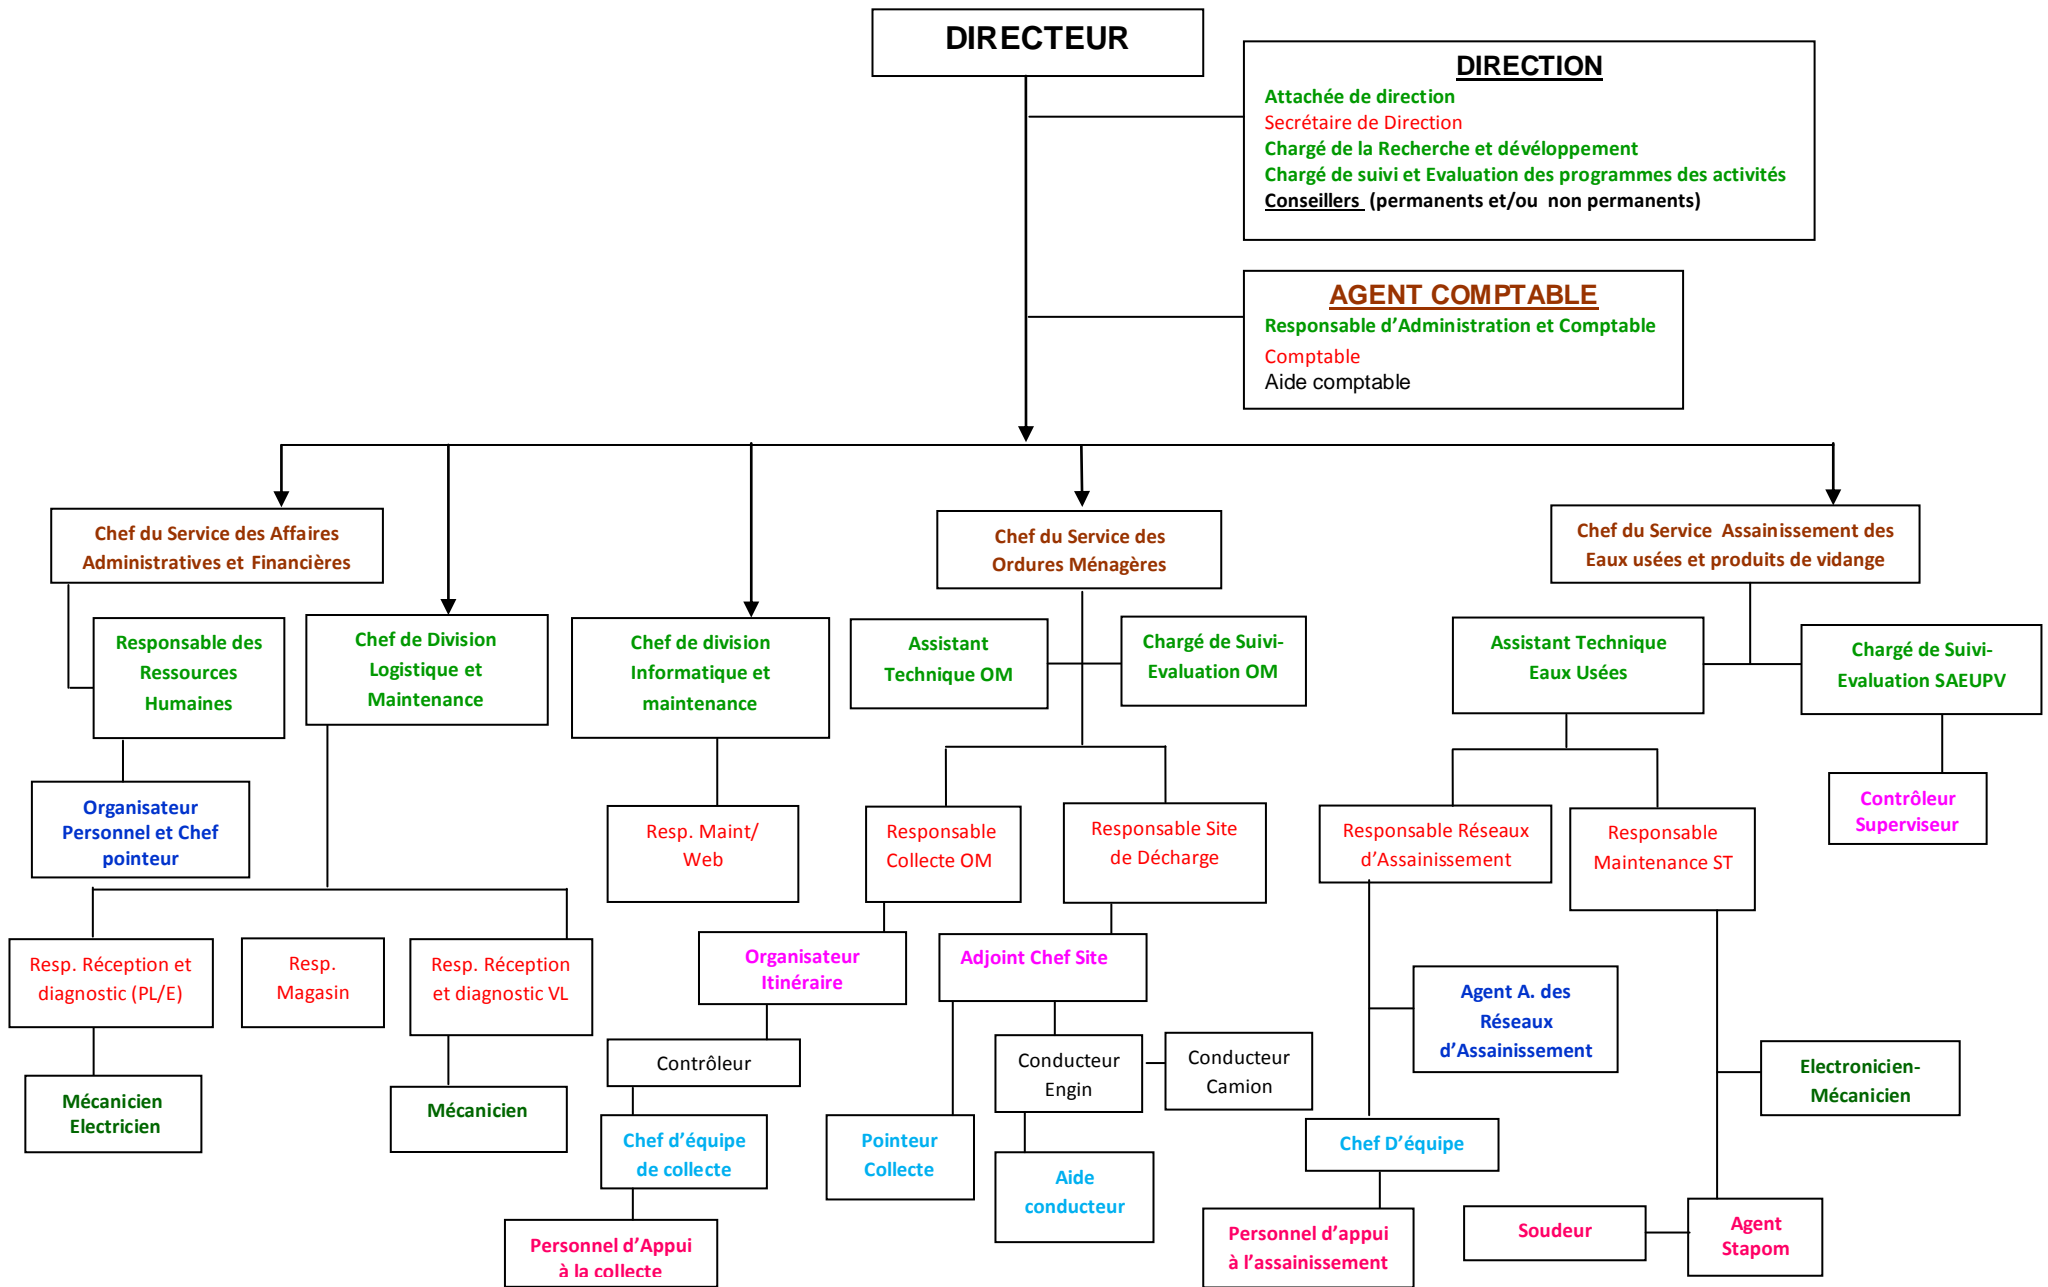 DIRECTEUR
DIRECTION
Attachée de direction
Secrétaire de Direction
Chargé de la Recherche et dévéloppement
Chargé de suivi et Evaluation des programmes des activités
Conseillers  (permanents et/ou  non permanents)
AGENT COMPTABLE
Responsable d’Administration et Comptable
Comptable
Aide comptable
Chef du Service des Affaires
Administratives et  Financières
Chef du Service des
Ordures Ménagères
Chef du Service  Assainissement des
Eaux usées et produits de vidange
Responsable des
Ressources
Humaines
Chef de Division
Logistique et
Maintenance
Chef de division
Informatique et
maintenance
Assistant
Technique OM
Chargé de Suivi-
Evaluation OM
Assistant Technique
Eaux Usées
Chargé de Suivi-
Evaluation SAEUPV
Organisateur
Personnel et Chef
pointeur
Resp. Maint/
Web
Responsable
Collecte OM
Responsable Site
de Décharge
Responsable Réseaux
d’Assainissement
Responsable
Maintenance ST
Contrôleur
Superviseur
Resp. Réception et
diagnostic (PL/E)
Resp.
Magasin
Resp. Réception
et diagnostic VL
Organisateur
Itinéraire
Adjoint Chef Site
Agent A. des
Réseaux
d’Assainissement
Contrôleur
Conducteur
Engin
Conducteur
Camion
Electronicien-
Mécanicien
Mécanicien
Electricien
Mécanicien
Chef d’équipe
de collecte
Pointeur
Collecte
Aide
conducteur
Chef D’équipe
Personnel d’Appui
à la collecte
Personnel d’appui
à l’assainissement
Soudeur
Agent
Stapom